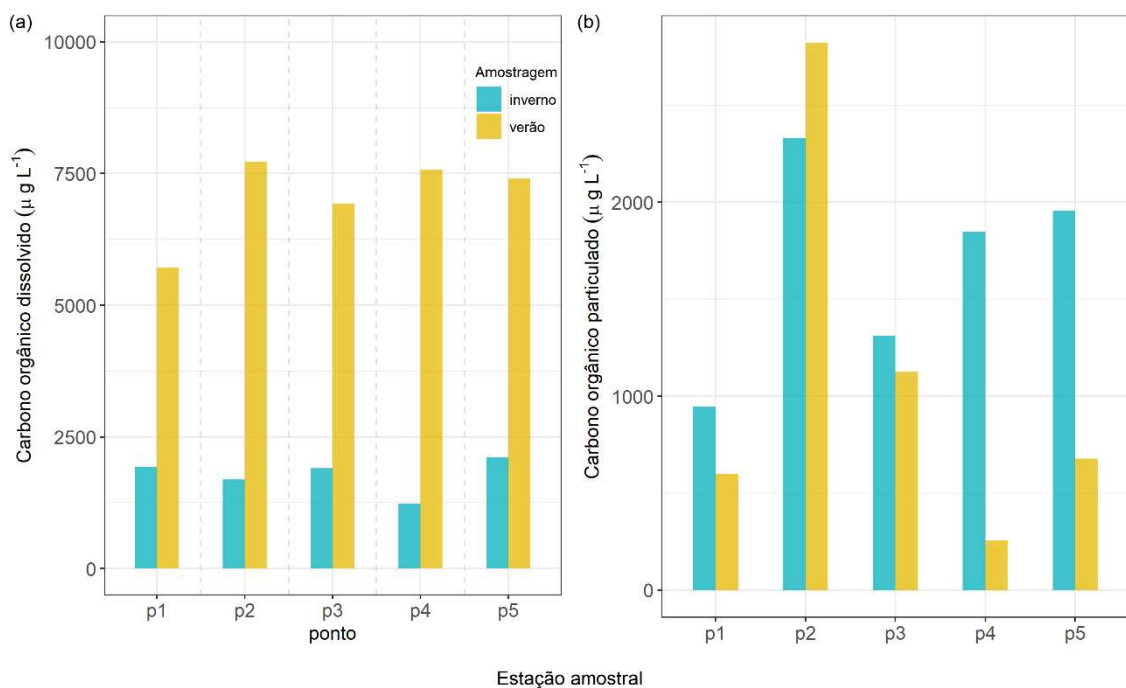 (a)
Carbono orgânico dissolvido (μ g L⁻¹)
10000
7500
5000
2500
0
Amostragem
inverno
verão
p1 p2 p3 p4 p5
ponto
(b)
Carbono orgânico particulado (μ g L⁻¹)
2000
1000
0
p1 p2 p3 p4 p5
Estação amostral